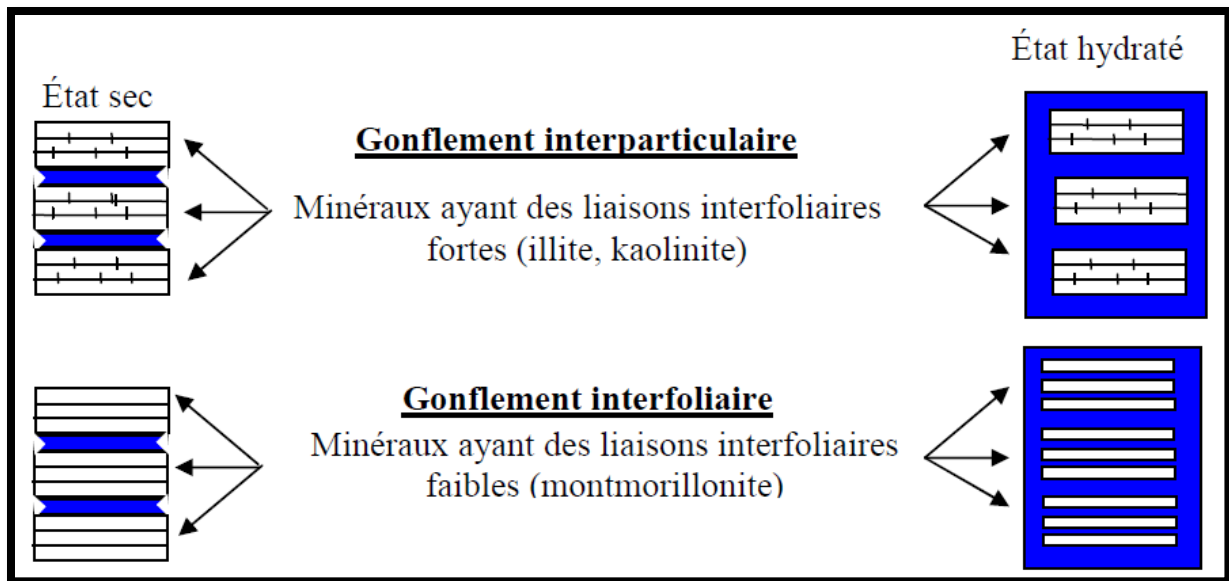 État hydraté
État sec
Gonflement interparticulaire
Minéraux ayant des liaisons interfoliaires
fortes (illite, kaolinite)
Gonflement interfoliaire
Minéraux ayant des liaisons interfoliaires
faibles (montmorillonite)